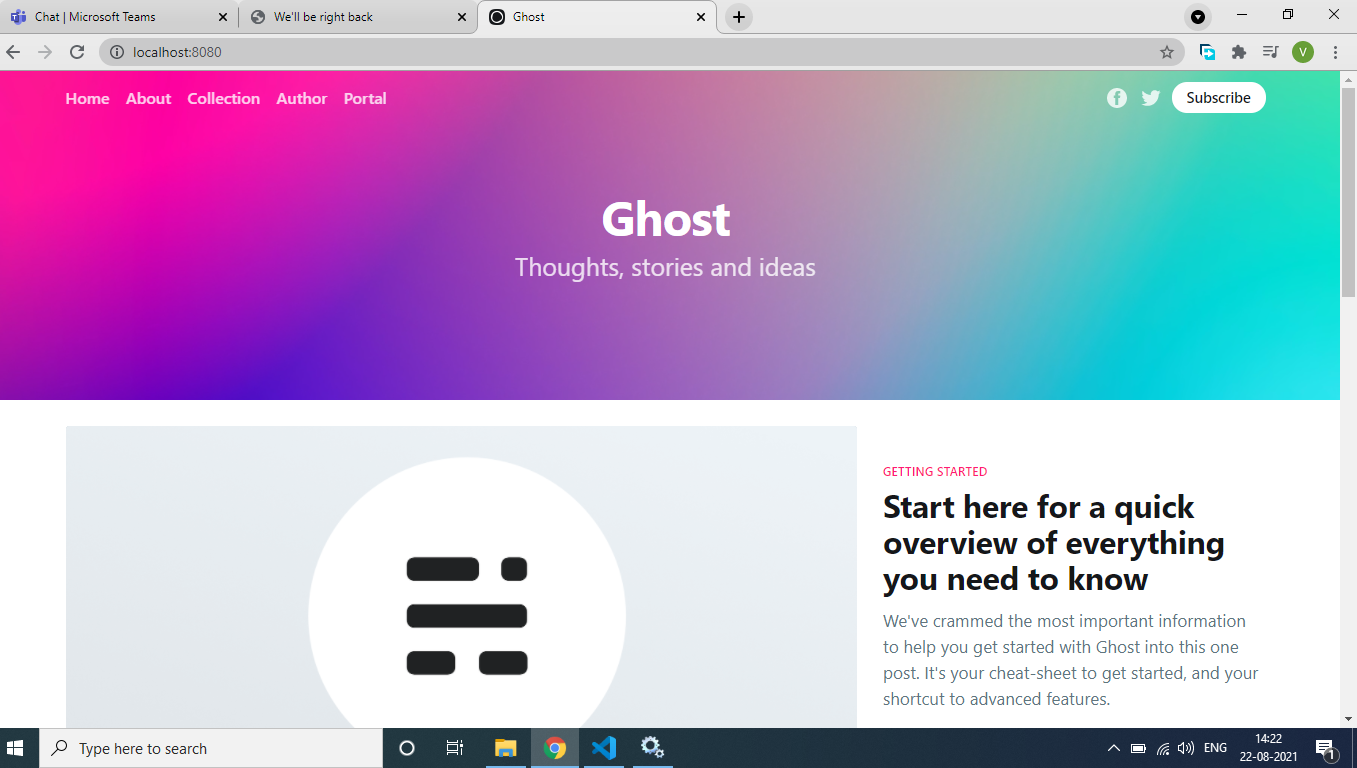 Chat | Microsoft Teams
We'll be right back
Ghost
localhost:8080
V
Home About Collection Author Portal
Subscribe
Ghost
Thoughts, stories and ideas
GETTING STARTED
Start here for a quick
overview of everything
you need to know
We've crammed the most important information
to help you get started with Ghost into this one
post. It's your cheat-sheet to get started, and your
shortcut to advanced features.
Type here to search
ENG
14:22
22-08-2021
1